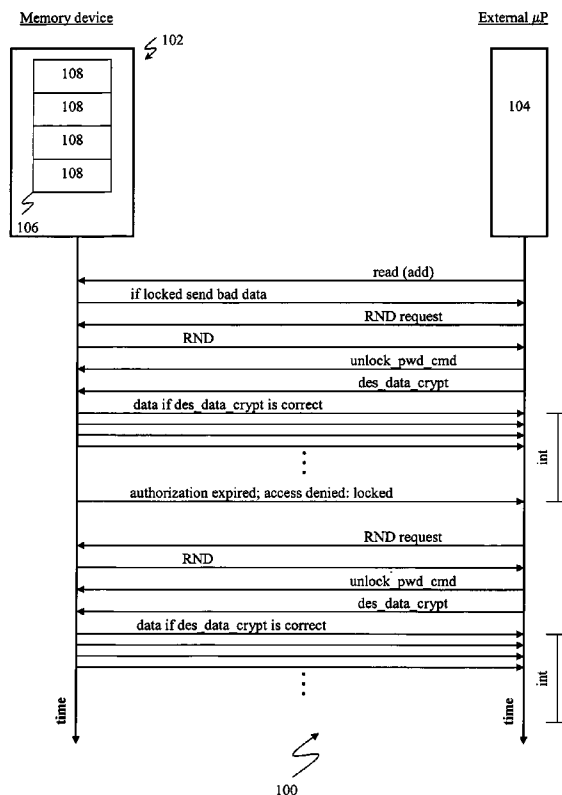 Memory device
External µP
102
108
108
108
108
104
106
read (add)
if locked send bad data
RND request
RND
unlock_pwd_cmd
des_data_crypt
data if des_data_crypt is correct
int
authorization expired; access denied: locked
RND request
RND
unlock_pwd_cmd
des_data_crypt
data if des_data_crypt is correct
int
time
time
100